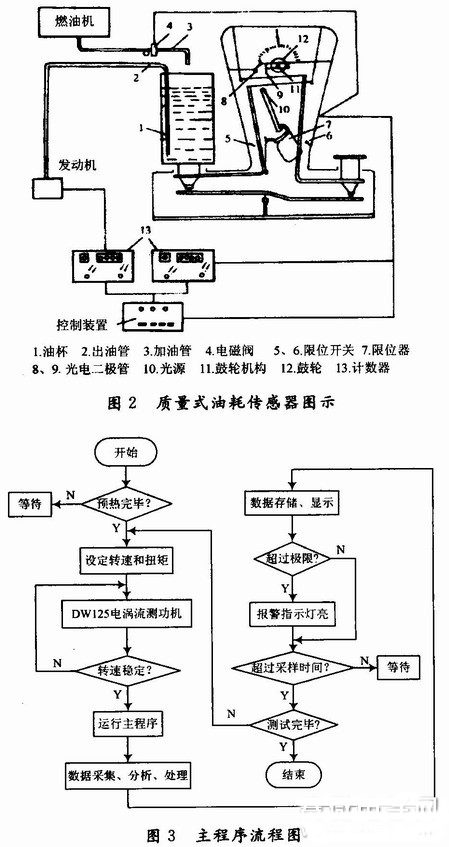 燃油机
4
3
2
1
发动机
12
8
9
11
10
5
7
6
13
控制装置
1.油杯 2.出油管 3.加油管 4.电磁阀 5、6.限位开关 7.限位器
8、9.光电二极管 10.光源 11.鼓轮机构 12.鼓轮 13.计数器
图2 质量式油耗传感器图示
开始
等待
N
预热完毕?
Y
设定转速和扭矩
DW125电涡流测功机
N
转速稳定?
Y
运行主程序
数据采集、分析、处理
数据存储、显示
超过极限?
N
Y
报警指示灯亮
超过采样时间?
N
等待
Y
N
测试完毕?
Y
结束
图3 主程序流程图